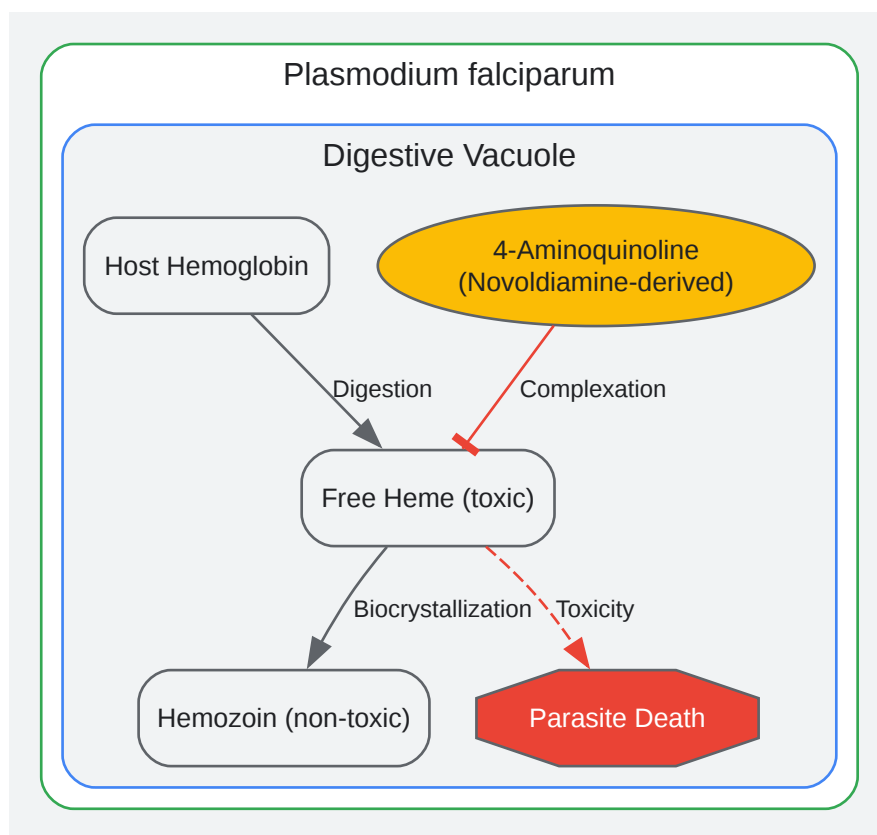 Plasmodium falciparum
Digestive Vacuole
Host Hemoglobin
4-Aminoquinoline
(Novoldiamine-derived)
Digestion
Complexation
Free Heme (toxic)
Biocrystallization
Toxicity
Hemozoin (non-toxic)
Parasite Death